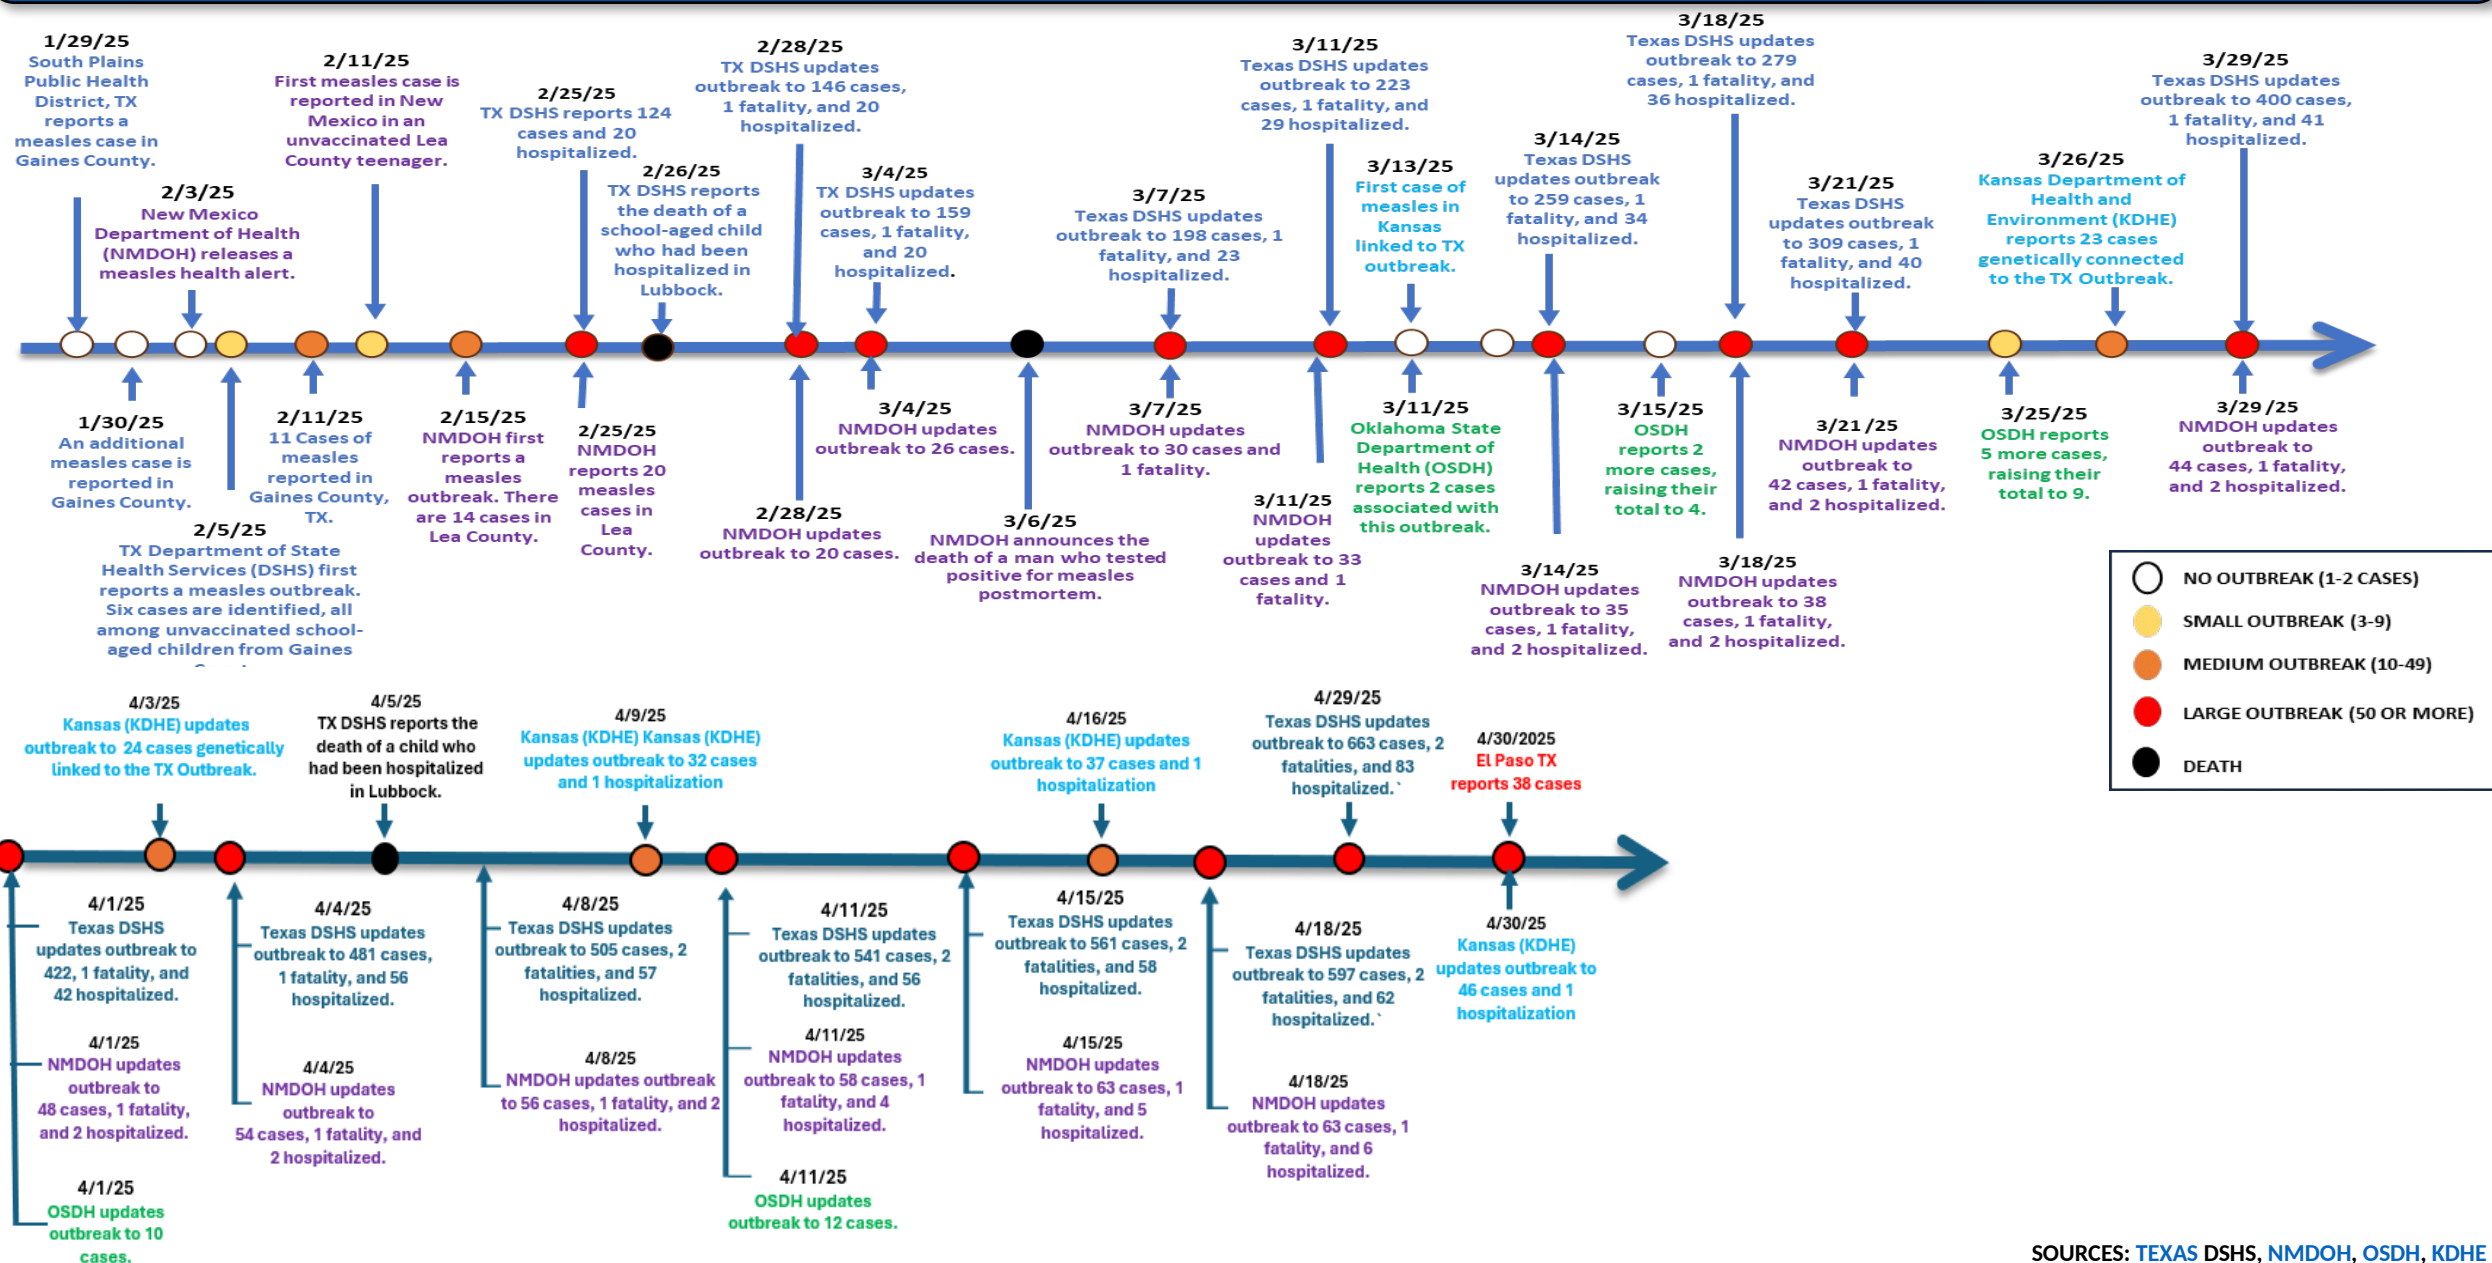 1/29/25
South Plains
Public Health
District, TX
reports a
measles case in
Gaines County.
2/3/25
New Mexico
Department of Health
(NMDOH) releases a
measles health alert.
2/11/25
First measles case is
reported in New
Mexico in an
unvaccinated Lea
County teenager.
2/25/25
TX DSHS reports 124
cases and 20
hospitalized.
2/26/25
TX DSHS reports
the death of a
school-aged child
who had been
hospitalized in
Lubbock.
2/28/25
TX DSHS updates
outbreak to 146 cases,
1 fatality, and 20
hospitalized.
3/4/25
TX DSHS updates
outbreak to 159
cases, 1 fatality,
and 20
hospitalized.
3/7/25
Texas DSHS updates
outbreak to 198 cases, 1
fatality, and 23
hospitalized.
3/11/25
Texas DSHS updates
outbreak to 223
cases, 1 fatality, and
29 hospitalized.
3/13/25
First case of
measles in
Kansas
linked to TX
outbreak.
3/14/25
Texas DSHS
updates outbreak
to 259 cases, 1
fatality, and 34
hospitalized.
3/18/25
Texas DSHS updates
outbreak to 279
cases, 1 fatality, and
36 hospitalized.
3/21/25
Texas DSHS
updates outbreak
to 309 cases, 1
fatality, and 40
hospitalized.
3/26/25
Kansas Department of
Health and
Environment (KDHE)
reports 23 cases
genetically connected
to the TX Outbreak.
3/29/25
Texas DSHS updates
outbreak to 400 cases,
1 fatality, and 41
hospitalized.
1/30/25
An additional
measles case is
reported in
Gaines County.
2/5/25
TX Department of State
Health Services (DSHS) first
reports a measles outbreak.
Six cases are identified, all
among unvaccinated school-
aged children from Gaines
2/11/25
11 Cases of
measles
reported in
Gaines County,
TX.
2/15/25
NMDOH first
reports a
measles
outbreak. There
are 14 cases in
Lea County.
2/25/25
NMDOH
reports 20
measles
cases in
Lea
County.
2/28/25
NMDOH updates
outbreak to 20 cases.
3/4/25
NMDOH updates
outbreak to 26 cases.
3/6/25
NMDOH announces the
death of a man who tested
positive for measles
postmortem.
3/7/25
NMDOH updates
outbreak to 30 cases and
1 fatality.
3/11/25
NMDOH
updates
outbreak to 33
cases and 1
fatality.
3/11/25
Oklahoma State
Department of
Health (OSDH)
reports 2 cases
associated with
this outbreak.
3/14/25
NMDOH updates
outbreak to 35
cases, 1 fatality,
and 2 hospitalized.
3/15/25
OSDH
reports 2
more cases,
raising their
total to 4.
3/18/25
NMDOH updates
outbreak to 38
cases, 1 fatality,
and 2 hospitalized.
3/21/25
NMDOH updates
outbreak to
42 cases, 1 fatality,
and 2 hospitalized.
3/25/25
OSDH reports
5 more cases,
raising their
total to 9.
3/29/25
NMDOH updates
outbreak to
44 cases, 1 fatality,
and 2 hospitalized.
NO OUTBREAK (1-2 CASES)
SMALL OUTBREAK (3-9)
MEDIUM OUTBREAK (10-49)
LARGE OUTBREAK (50 OR MORE)
DEATH
4/3/25
Kansas (KDHE) updates
outbreak to 24 cases genetically
linked to the TX Outbreak.
4/5/25
TX DSHS reports the
death of a child who
had been hospitalized
in Lubbock.
4/9/25
Kansas (KDHE) Kansas (KDHE)
updates outbreak to 32 cases
and 1 hospitalization
4/16/25
Kansas (KDHE) updates
outbreak to 37 cases and 1
hospitalization
4/29/25
Texas DSHS updates
outbreak to 663 cases, 2
fatalities, and 83
hospitalized.`
4/30/2025
El Paso TX
reports 38 cases
4/1/25
Texas DSHS
updates outbreak to
422, 1 fatality, and
42 hospitalized.
4/1/25
NMDOH updates
outbreak to
48 cases, 1 fatality,
and 2 hospitalized.
4/1/25
OSDH updates
outbreak to 10
cases.
4/4/25
Texas DSHS updates
outbreak to 481 cases,
1 fatality, and 56
hospitalized.
4/4/25
NMDOH updates
outbreak to
54 cases, 1 fatality, and
2 hospitalized.
4/8/25
Texas DSHS updates
outbreak to 505 cases, 2
fatalities, and 57
hospitalized.
4/8/25
NMDOH updates outbreak
to 56 cases, 1 fatality, and 2
hospitalized.
4/11/25
Texas DSHS updates
outbreak to 541 cases, 2
fatalities, and 56
hospitalized.
4/11/25
NMDOH updates
outbreak to 58 cases, 1
fatality, and 4
hospitalized.
4/11/25
OSDH updates
outbreak to 12 cases.
4/15/25
Texas DSHS updates
outbreak to 561 cases, 2
fatalities, and 58
hospitalized.
4/15/25
NMDOH updates
outbreak to 63 cases, 1
fatality, and 5
hospitalized.
4/18/25
Texas DSHS updates
outbreak to 597 cases, 2
fatalities, and 62
hospitalized.`
4/18/25
NMDOH updates
outbreak to 63 cases, 1
fatality, and 6
hospitalized.
4/30/25
Kansas (KDHE)
updates outbreak to
46 cases and 1
hospitalization
SOURCES: TEXAS DSHS, NMDOH, OSDH, KDHE